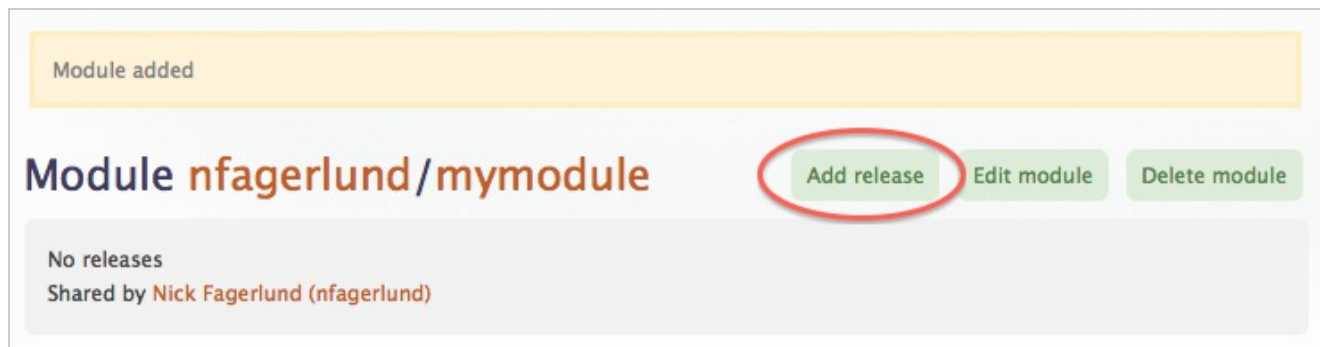 Module added
Module nfagerlund/mymodule
Add release
Edit module
Delete module
No releases
Shared by Nick Fagerlund (nfagerlund)